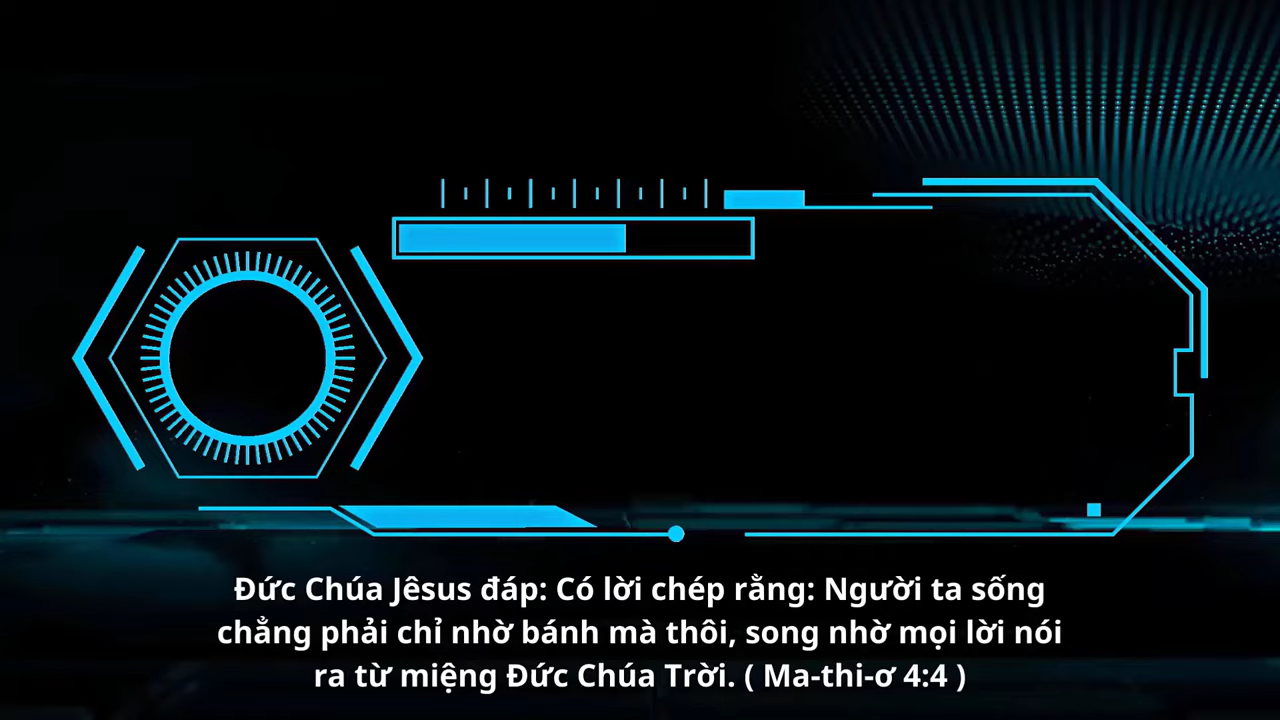 Đức Chúa Jêsus đáp: Có lời chép rằng: Người ta sống
chẳng phải chỉ nhờ bánh mà thôi, song nhờ mọi lời nói
ra từ miệng Đức Chúa Trời. ( Ma-thi-ơ 4:4 )